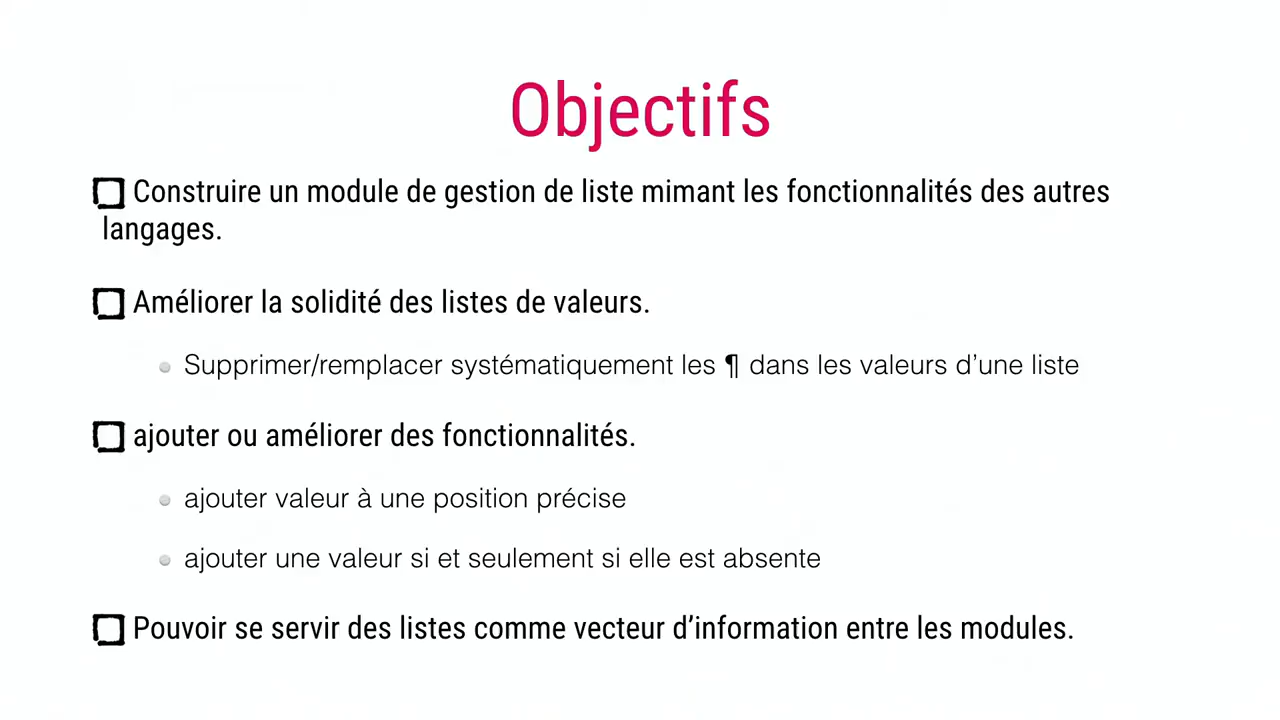 Objectifs
Construire un module de gestion de liste mimant les fonctionnalités des autres
langages.
Améliorer la solidité des listes de valeurs.
Supprimer/remplacer systématiquement les ¶ dans les valeurs d’une liste
ajouter ou améliorer des fonctionnalités.
ajouter valeur à une position précise
ajouter une valeur si et seulement si elle est absente
Pouvoir se servir des listes comme vecteur d’information entre les modules.